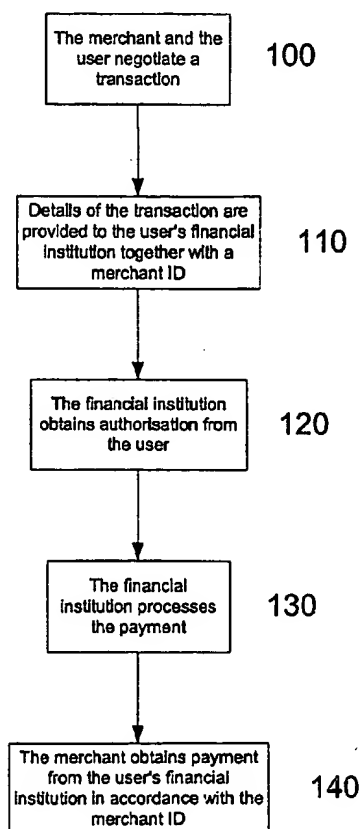 The merchant and the
user negotiate a
transaction
100
Details of the transaction are
provided to the user's financial
institution together with a
merchant ID
110
The financial institution
obtains authorisation from
the user
120
The financial
institution processes
the payment
130
The merchant obtains payment
from the user's financial
institution in accordance with the
merchant ID
140